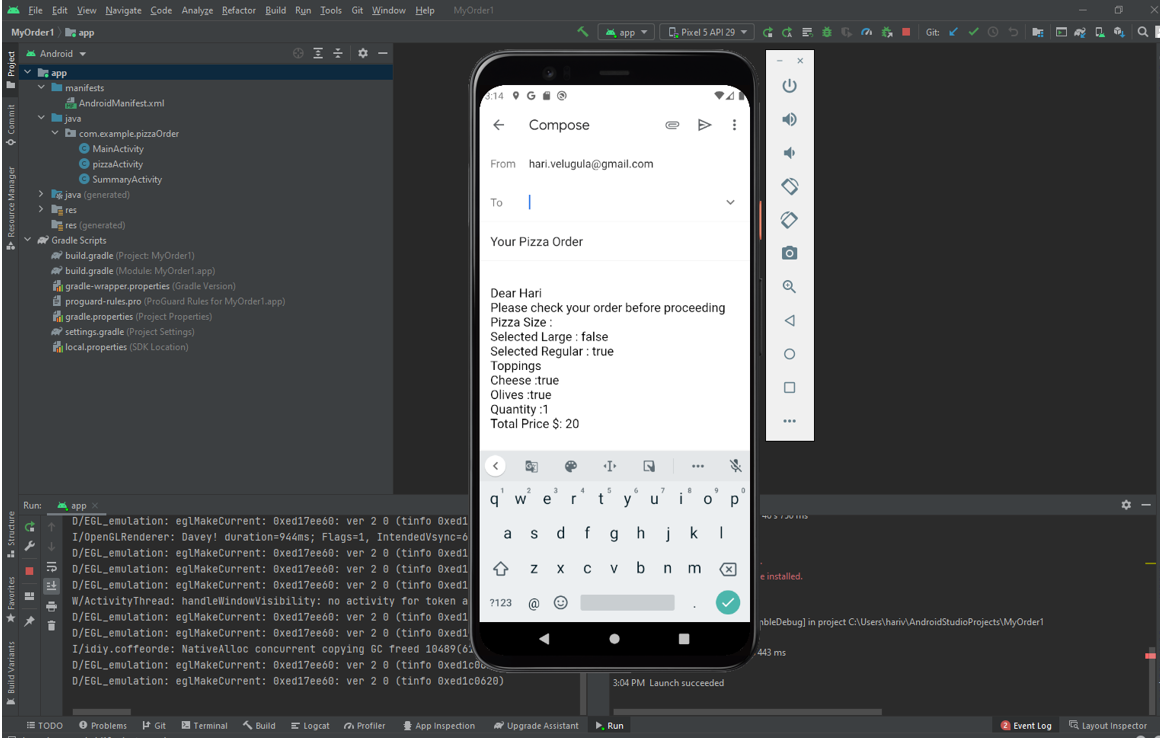 File Edit View Navigate Code Analyze Refactor Build Run Tools Git Window Help MyOrder1
MyOrder1 app
app
Pixel 5 API 29
Git:
Project
Commit
Resource Manager
Structure
Favorites
Build Variants
Android
app
manifests
AndroidManifest.xml
java
com.example.pizzaOrder
MainActivity
pizzaActivity
SummaryActivity
java (generated)
res
res (generated)
Gradle Scripts
build.gradle (Project: MyOrder1)
build.gradle (Module: MyOrder1.app)
gradle-wrapper.properties (Gradle Version)
proguard-rules.pro (ProGuard Rules for MyOrder1.app)
gradle.properties (Project Properties)
settings.gradle (Project Settings)
local.properties (SDK Location)
3:14
Compose
From hari.velugula@gmail.com
To
Your Pizza Order
Dear Hari
Please check your order before proceeding
Pizza Size :
Selected Large : false
Selected Regular : true
Toppings
Cheese :true
Olives :true
Quantity :1
Total Price $: 20
1 2 3 4 5 6 7 8 9 0
q w e r t y u i o p
a s d f g h j k l
z x c v b n m
?123 @ .
Run: app
D/EGL_emulation: eglMakeCurrent: 0xed17ee60: ver 2 0 (tinfo 0xed1
I/OpenGLRenderer: Davey! duration=944ms; Flags=1, IntendedVsync=6
D/EGL_emulation: eglMakeCurrent: 0xed17ee60: ver 2 0 (tinfo 0xed1
D/EGL_emulation: eglMakeCurrent: 0xed17ee60: ver 2 0 (tinfo 0xed1
D/EGL_emulation: eglMakeCurrent: 0xed17ee60: ver 2 0 (tinfo 0xed1
W/ActivityThread: handleWindowVisibility: no activity for token a
D/EGL_emulation: eglMakeCurrent: 0xed17ee60: ver 2 0 (tinfo 0xed1
D/EGL_emulation: eglMakeCurrent: 0xed17ee60: ver 2 0 (tinfo 0xed1
I/idiy.coffeorde: NativeAlloc concurrent copying GC freed 10489(6
D/EGL_emulation: eglMakeCurrent: 0xed17ee60: ver 2 0 (tinfo 0xed1c0
D/EGL_emulation: eglMakeCurrent: 0xed17ee60: ver 2 0 (tinfo 0xed1c0620)
e installed.
mbleDebug] in project C:\Users\hariv\AndroidStudioProjects\MyOrder1
443 ms
3:04 PM Launch succeeded
TODO Problems Git Terminal Build Logcat Profiler App Inspection Upgrade Assistant Run 2 Event Log Layout Inspector